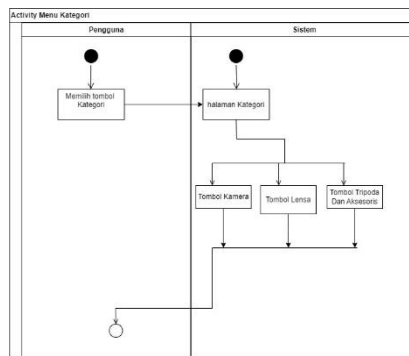 Activity Menu Kategori
Pengguna
Sistem
Memilih tombol
Kategori
halaman Kategori
Tombol Kamera
Tombol Lensa
Tombol Tripoda
Dan Aksesoris